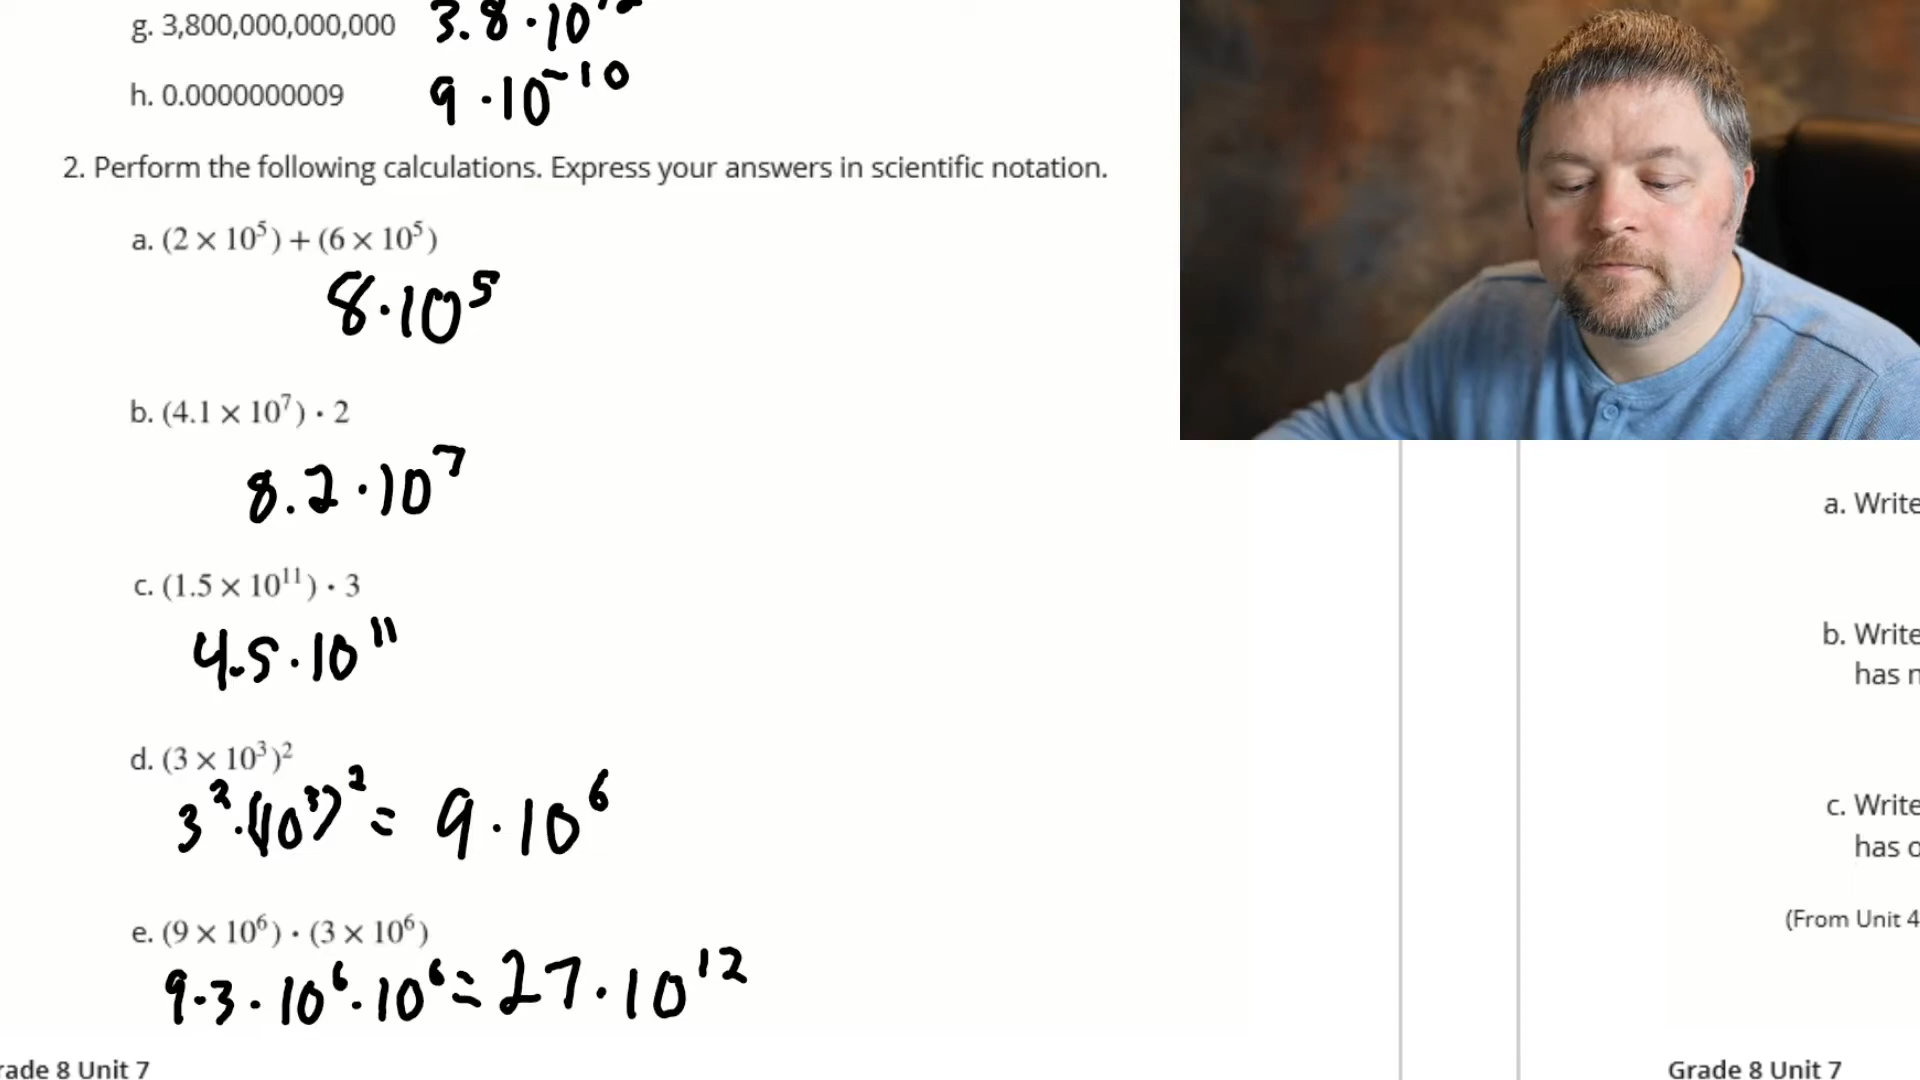 g. 3,800,000,000,000 3.8 · 10
h. 0.0000000009 9 · 10⁻¹⁰
2. Perform the following calculations. Express your answers in scientific notation.
a. (2 × 10⁵) + (6 × 10⁵)
8 · 10⁵
b. (4.1 × 10⁷) · 2
8.2 · 10⁷
c. (1.5 × 10¹¹) · 3
4.5 · 10¹¹
d. (3 × 10³)²
3² · (10³)² = 9 · 10⁶
e. (9 × 10⁶) · (3 × 10⁶)
9 · 3 · 10⁶ · 10⁶ = 27 · 10¹²
rade 8 Unit 7
a. Write
b. Write
has
c. Write
has
(From Unit 4
Grade 8 Unit 7